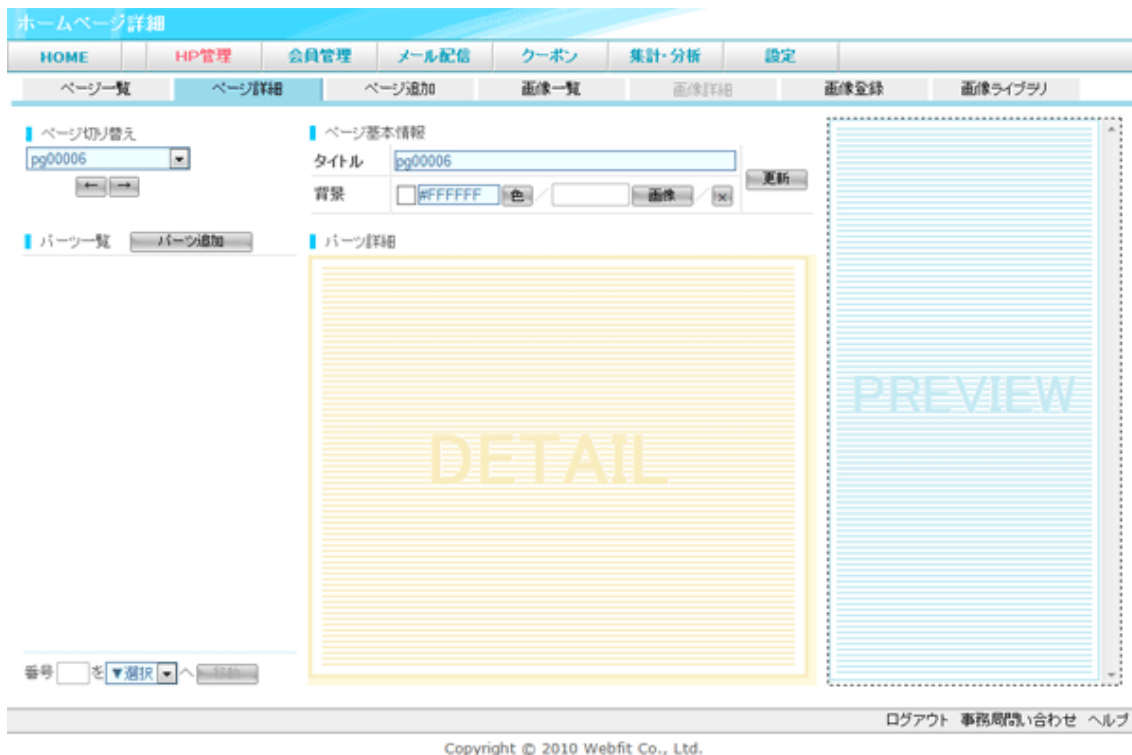 ホームページ詳細
HOME HP管理 会員管理 メール配信 クーポン 集計・分析 設定
ページ一覧 ページ詳細 ページ追加 画像一覧 画像詳細 画像登録 画像ライブラリ
ページ切り替え
pg00006
← →
パーツ一覧 パーツ追加
番号 を ▼選択 へ 移動
ページ基本情報
タイトル pg00006
背景 #FFFFFF 色 / 画像 / ×
更新
パーツ詳細
DETAIL
PREVIEW
ログアウト 事務局問い合わせ ヘルプ
Copyright © 2010 Webfit Co., Ltd.